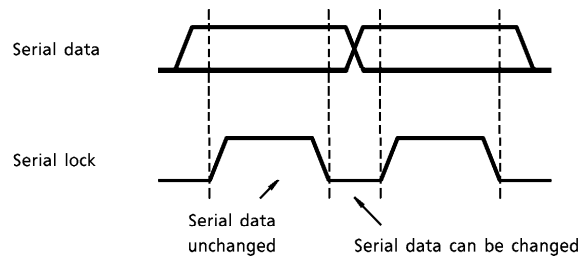 Serial data
Serial lock
Serial data
unchanged
Serial data can be changed